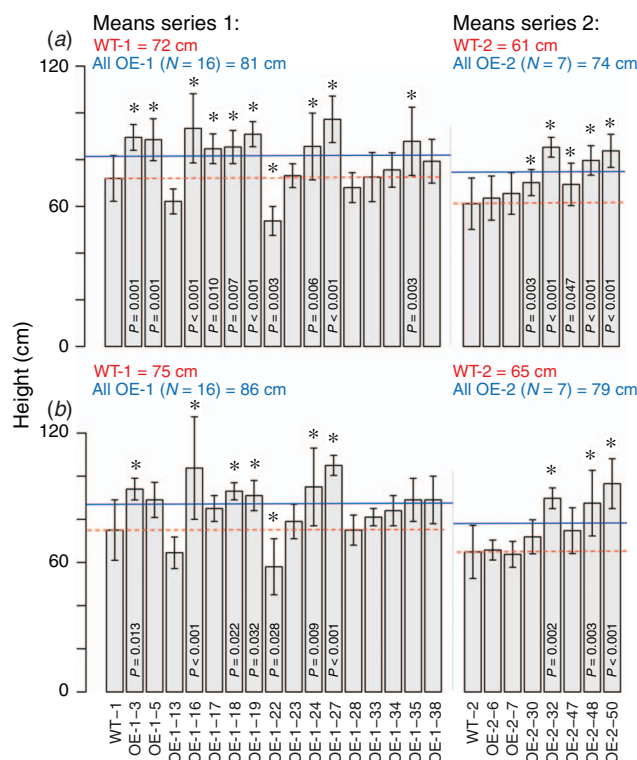 Means series 1:
Means series 2:
(a)
WT-1 = 72 cm
All OE-1 (N = 16) = 81 cm
WT-2 = 61 cm
All OE-2 (N = 7) = 74 cm
120
60
0
* * * * * * * * * *
P = 0.001
P = 0.001
P < 0.001
P = 0.010
P = 0.007
P < 0.001
P = 0.003
P = 0.006
P < 0.001
P = 0.003
* * * * *
P = 0.003
P < 0.001
P = 0.047
P < 0.001
P < 0.001
Height (cm)
(b)
WT-1 = 75 cm
All OE-1 (N = 16) = 86 cm
WT-2 = 65 cm
All OE-2 (N = 7) = 79 cm
120
60
0
* * * * * * *
P = 0.013
P < 0.001
P = 0.022
P = 0.032
P = 0.028
P = 0.009
P < 0.001
* * *
P = 0.002
P = 0.003
P < 0.001
WT–1
OE-1–3
OE-1–5
OE-1–13
OE-1–16
OE-1–17
OE-1–18
OE-1–19
OE-1–22
OE-1–23
OE-1–24
OE-1–27
OE-1–28
OE-1–33
OE-1–34
OE-1–35
OE-1–38
WT–2
OE-2–6
OE-2–7
OE-2–30
OE-2–32
OE-2–47
OE-2–48
OE-2–50